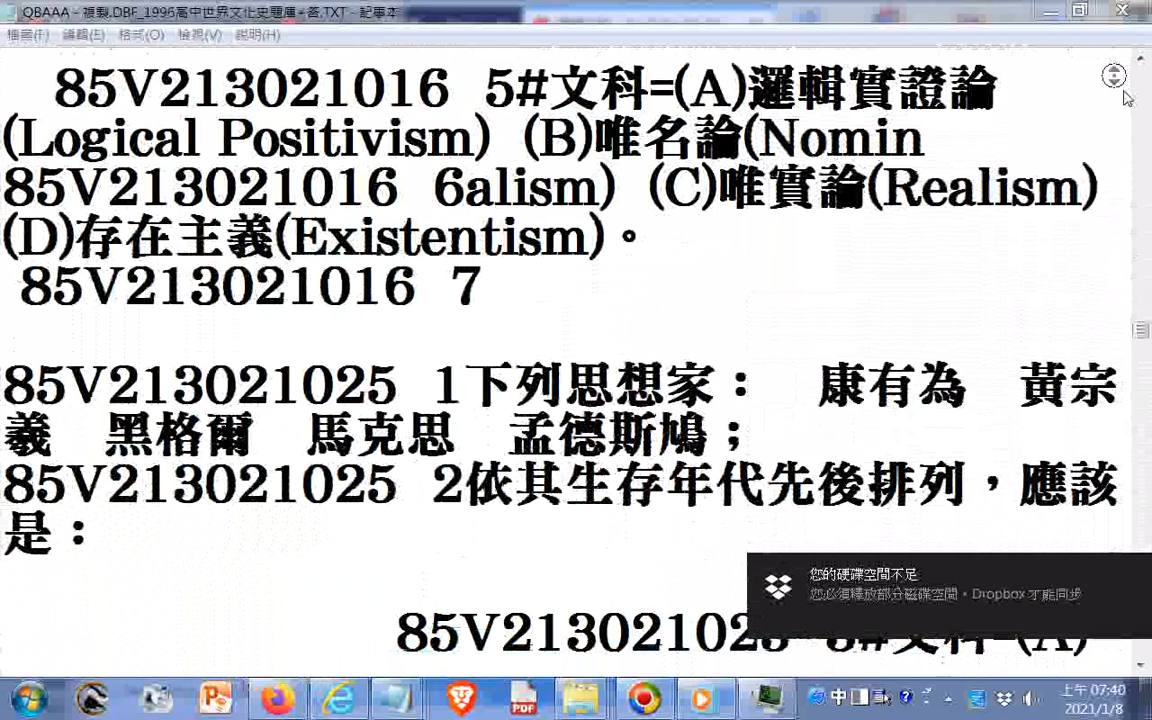 QBAAA - 複製.DBF_1996高中世界文化史題庫+答.TXT - 記事本
檔案(F) 編輯(E) 格式(O) 檢視(V) 說明(H)
85V213021016 5#文科=(A)邏輯實證論
(Logical Positivism) (B)唯名論(Nomin
85V213021016 6alism) (C)唯實論(Realism)
(D)存在主義(Existentism)。
85V213021016 7
85V213021025 1下列思想家： 康有為 黃宗
羲 黑格爾 馬克思 孟德斯鳩；
85V213021025 2依其生存年代先後排列，應該
是：
您的硬碟空間不足
您必須釋放部分磁碟空間，Dropbox 才能同步
85V213021025 3#文科=(A)
中
上午 07:40
2021/1/8